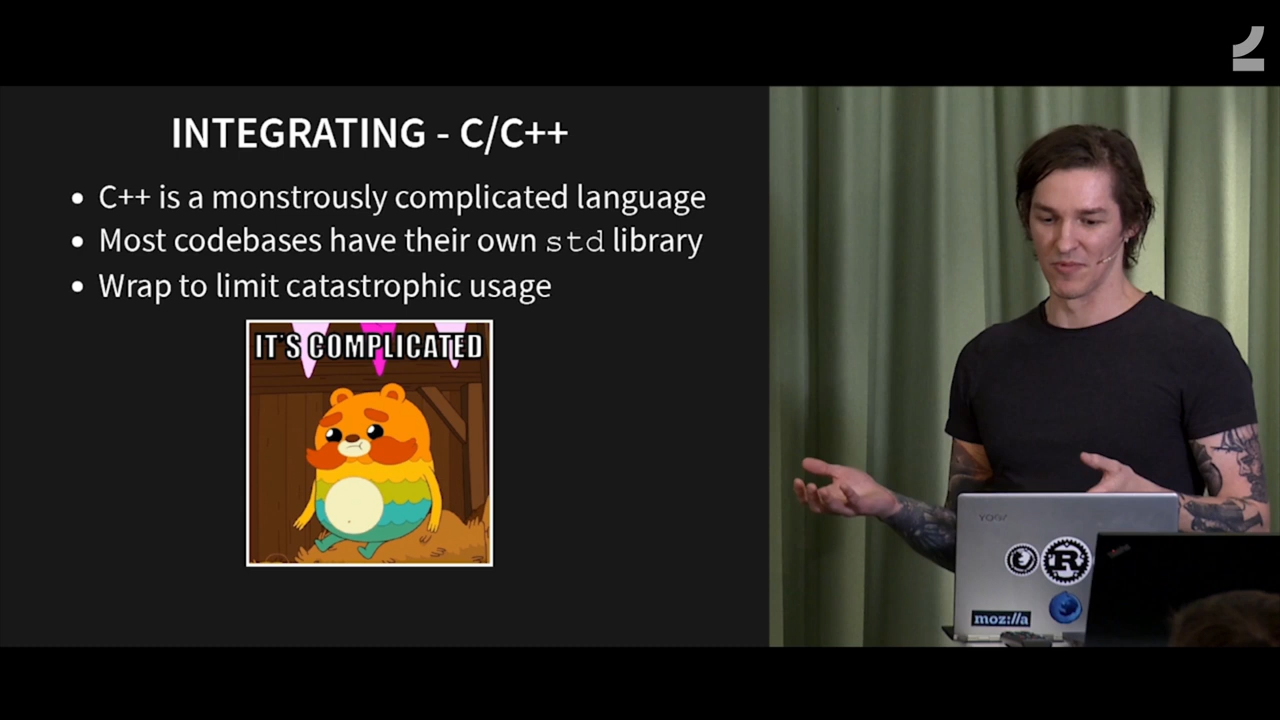 INTEGRATING - C/C++
• C++ is a monstrously complicated language
• Most codebases have their own std library
• Wrap to limit catastrophic usage
IT'S COMPLICATED
YOGA
R
moz://a